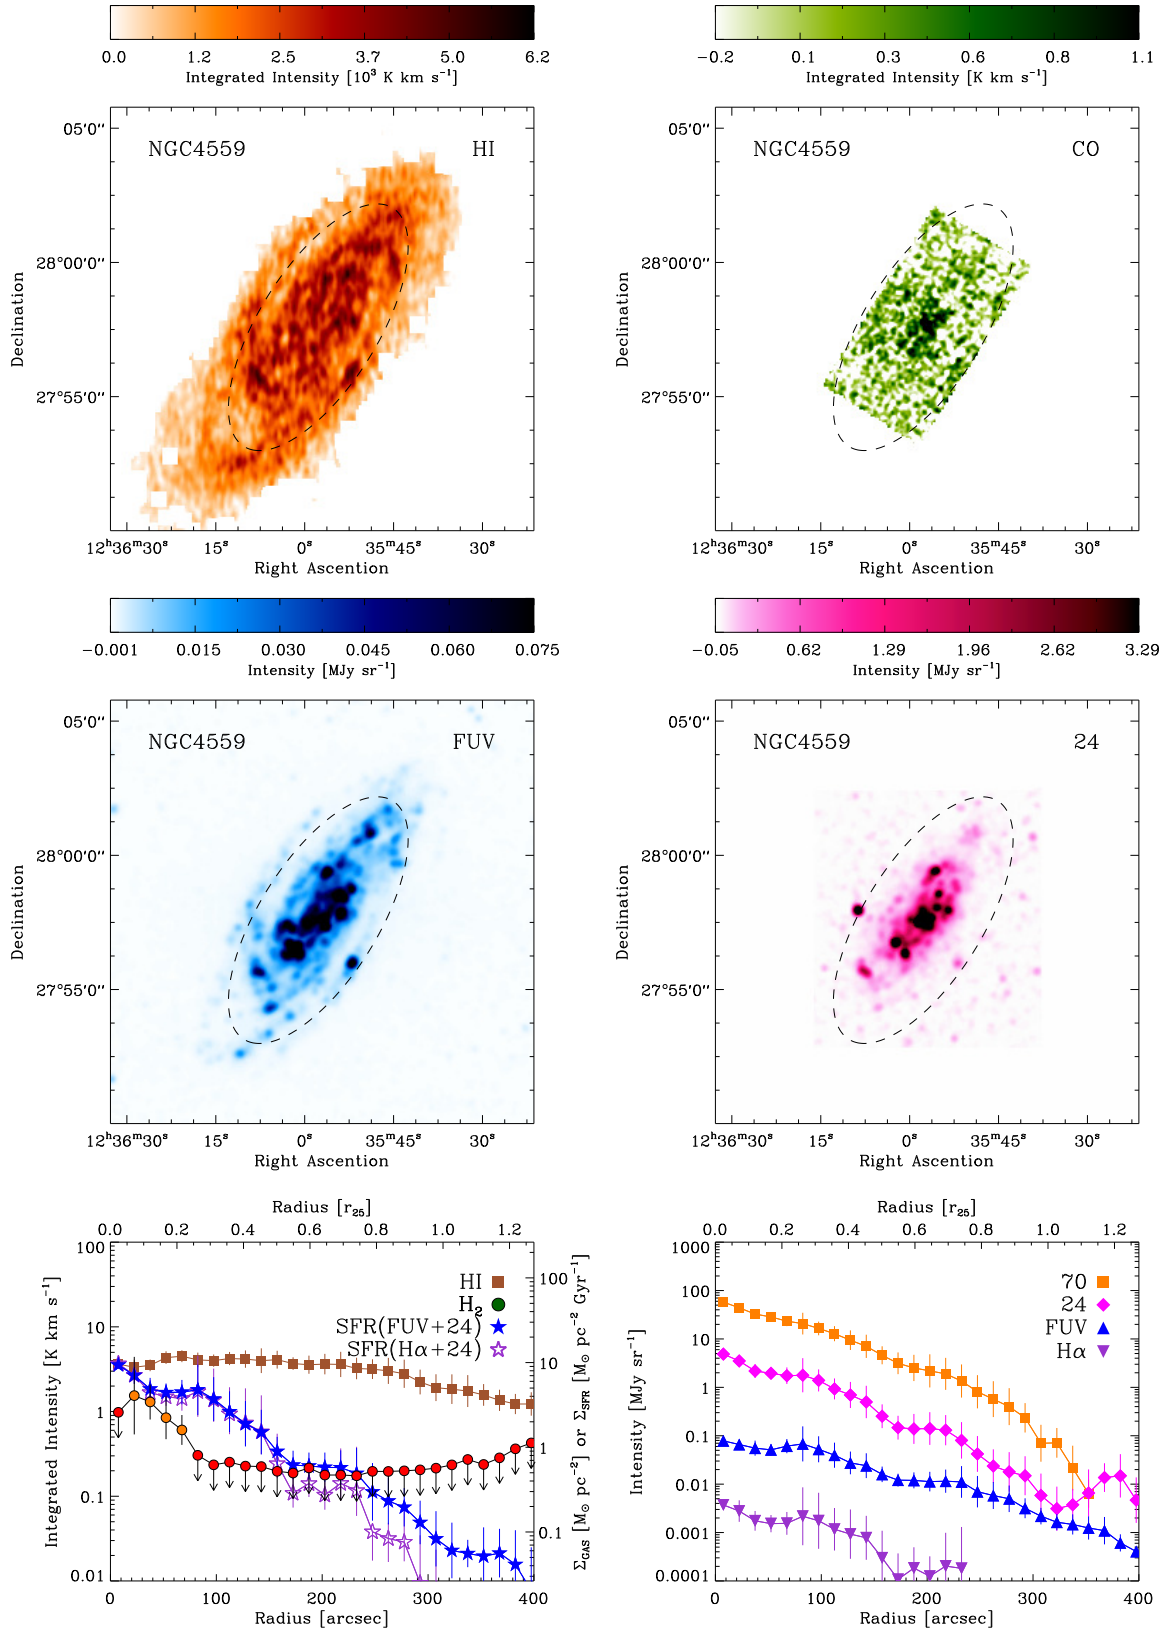 0.0 1.2 2.5 3.7 5.0 6.2
Integrated Intensity [10³ K km s⁻¹]
−0.2 0.1 0.3 0.6 0.8 1.1
Integrated Intensity [K km s⁻¹]
NGC4559 HI
05'0''
28°00'0''
27°55'0''
Declination
12ʰ36ᵐ30ˢ 15ˢ 0ˢ 35ᵐ45ˢ 30ˢ
Right Ascention
NGC4559 CO
05'0''
28°00'0''
27°55'0''
Declination
12ʰ36ᵐ30ˢ 15ˢ 0ˢ 35ᵐ45ˢ 30ˢ
Right Ascention
−0.001 0.015 0.030 0.045 0.060 0.075
Intensity [MJy sr⁻¹]
−0.05 0.62 1.29 1.96 2.62 3.29
Intensity [MJy sr⁻¹]
NGC4559 FUV
05'0''
28°00'0''
27°55'0''
Declination
12ʰ36ᵐ30ˢ 15ˢ 0ˢ 35ᵐ45ˢ 30ˢ
Right Ascention
NGC4559 24
05'0''
28°00'0''
27°55'0''
Declination
12ʰ36ᵐ30ˢ 15ˢ 0ˢ 35ᵐ45ˢ 30ˢ
Right Ascention
Radius [r₂₅]
0.0 0.2 0.4 0.6 0.8 1.0 1.2
100
10
1
0.1
0.01
Integrated Intensity [K km s⁻¹]
HI
H₂
SFR(FUV+24)
SFR(Hα+24)
100
10
1
0.1
Σ_GAS [M⊙ pc⁻²] or Σ_SFR [M⊙ pc⁻² Gyr⁻¹]
0 100 200 300 400
Radius [arcsec]
Radius [r₂₅]
0.0 0.2 0.4 0.6 0.8 1.0 1.2
1000
100
10
1
0.1
0.01
0.001
0.0001
Intensity [MJy sr⁻¹]
70
24
FUV
Hα
0 100 200 300 400
Radius [arcsec]